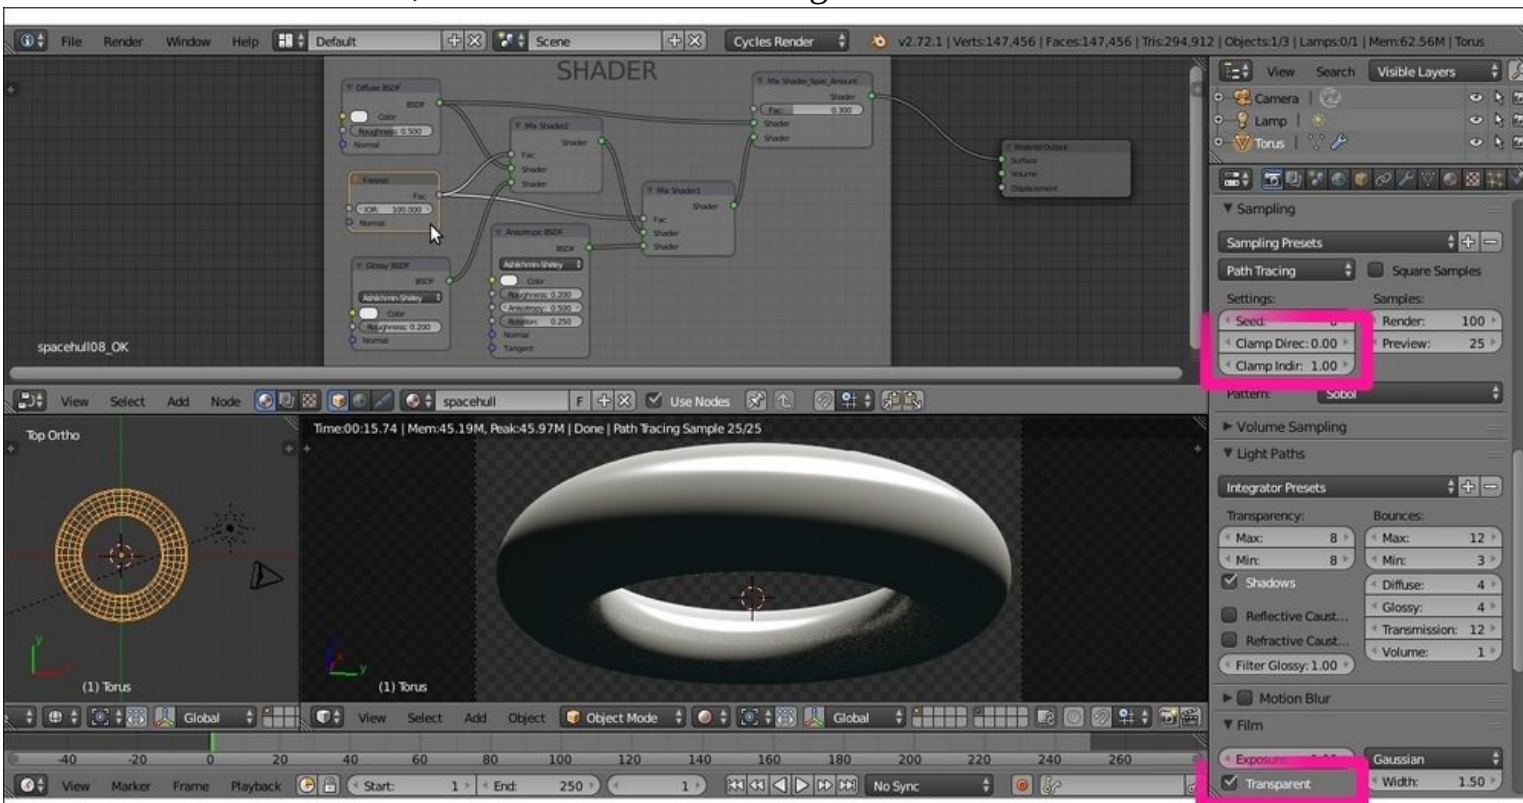 File Render Window Help Default Scene Cycles Render v2.72.1 | Verts:147,456 | Faces:147,456 | Tris:294,912 | Objects:1/3 | Lamps:0/1 | Mem:62.56M | Torus
View Search Visible Layers
Camera
Lamp
Torus
SHADER
Diffuse BSDF
BSDF
Color
Roughness: 0.500
Normal
Fresnel
Fac
IOR: 100.000
Normal
Glossy BSDF
BSDF
Ashikhmin-Shirley
Color
Roughness: 0.200
Normal
Mix Shader2
Shader
Fac
Shader
Shader
Anisotropic BSDF
BSDF
Ashikhmin-Shirley
Color
Roughness: 0.200
Anisotropy: 0.500
Rotation: 0.250
Normal
Tangent
Mix Shader1
Shader
Fac
Shader
Shader
Mix Shader_Spec_Amount
Shader
Fac: 0.300
Shader
Shader
Material Output
Surface
Volume
Displacement
spacehull08_OK
View Select Add Node spacehull F Use Nodes
Top Ortho
(1) Torus
Time:00:15.74 | Mem:45.19M, Peak:45.97M | Done | Path Tracing Sample 25/25
(1) Torus
Global
View Select Add Object Object Mode Global
-40 -20 0 20 40 60 80 100 120 140 160 180 200 220 240 260
View Marker Frame Playback Start: 1 End: 250 1 No Sync
Sampling
Sampling Presets
Path Tracing Square Samples
Settings: Samples:
Seed: Render: 100
Clamp Direc: 0.00 Preview: 25
Clamp Indir: 1.00
Pattern: Sobol
Volume Sampling
Light Paths
Integrator Presets
Transparency: Bounces:
Max: 8 Max: 12
Min: 8 Min: 3
Shadows Diffuse: 4
Reflective Caust... Glossy: 4
Refractive Caust... Transmission: 12
Filter Glossy: 1.00 Volume: 1
Motion Blur
Film
Exposure: Gaussian
Transparent Width: 1.50